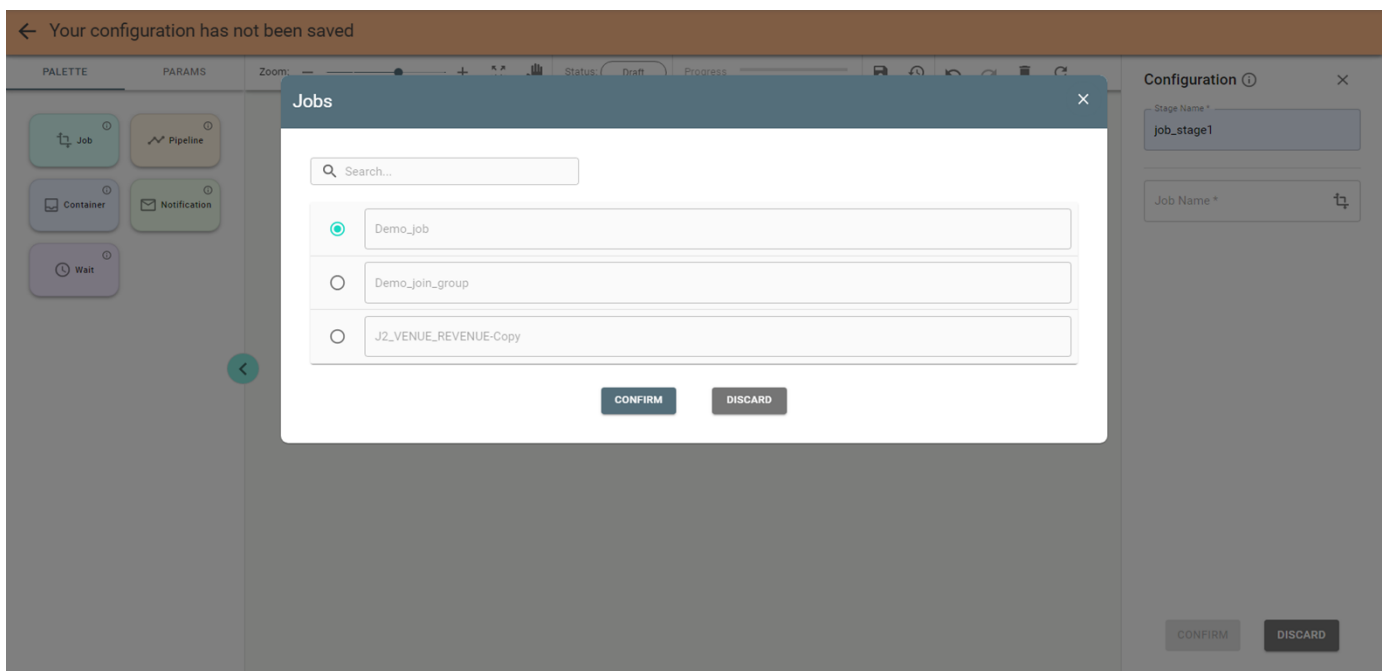 Your configuration has not been saved
PALETTE
PARAMS
Zoom:
Status:
Draft
Progress
Job
Pipeline
Container
Notification
Wait
Jobs
Search...
Demo_job
Demo_join_group
J2_VENUE_REVENUE-Copy
CONFIRM
DISCARD
Configuration
Stage Name *
job_stage1
Job Name *
CONFIRM
DISCARD